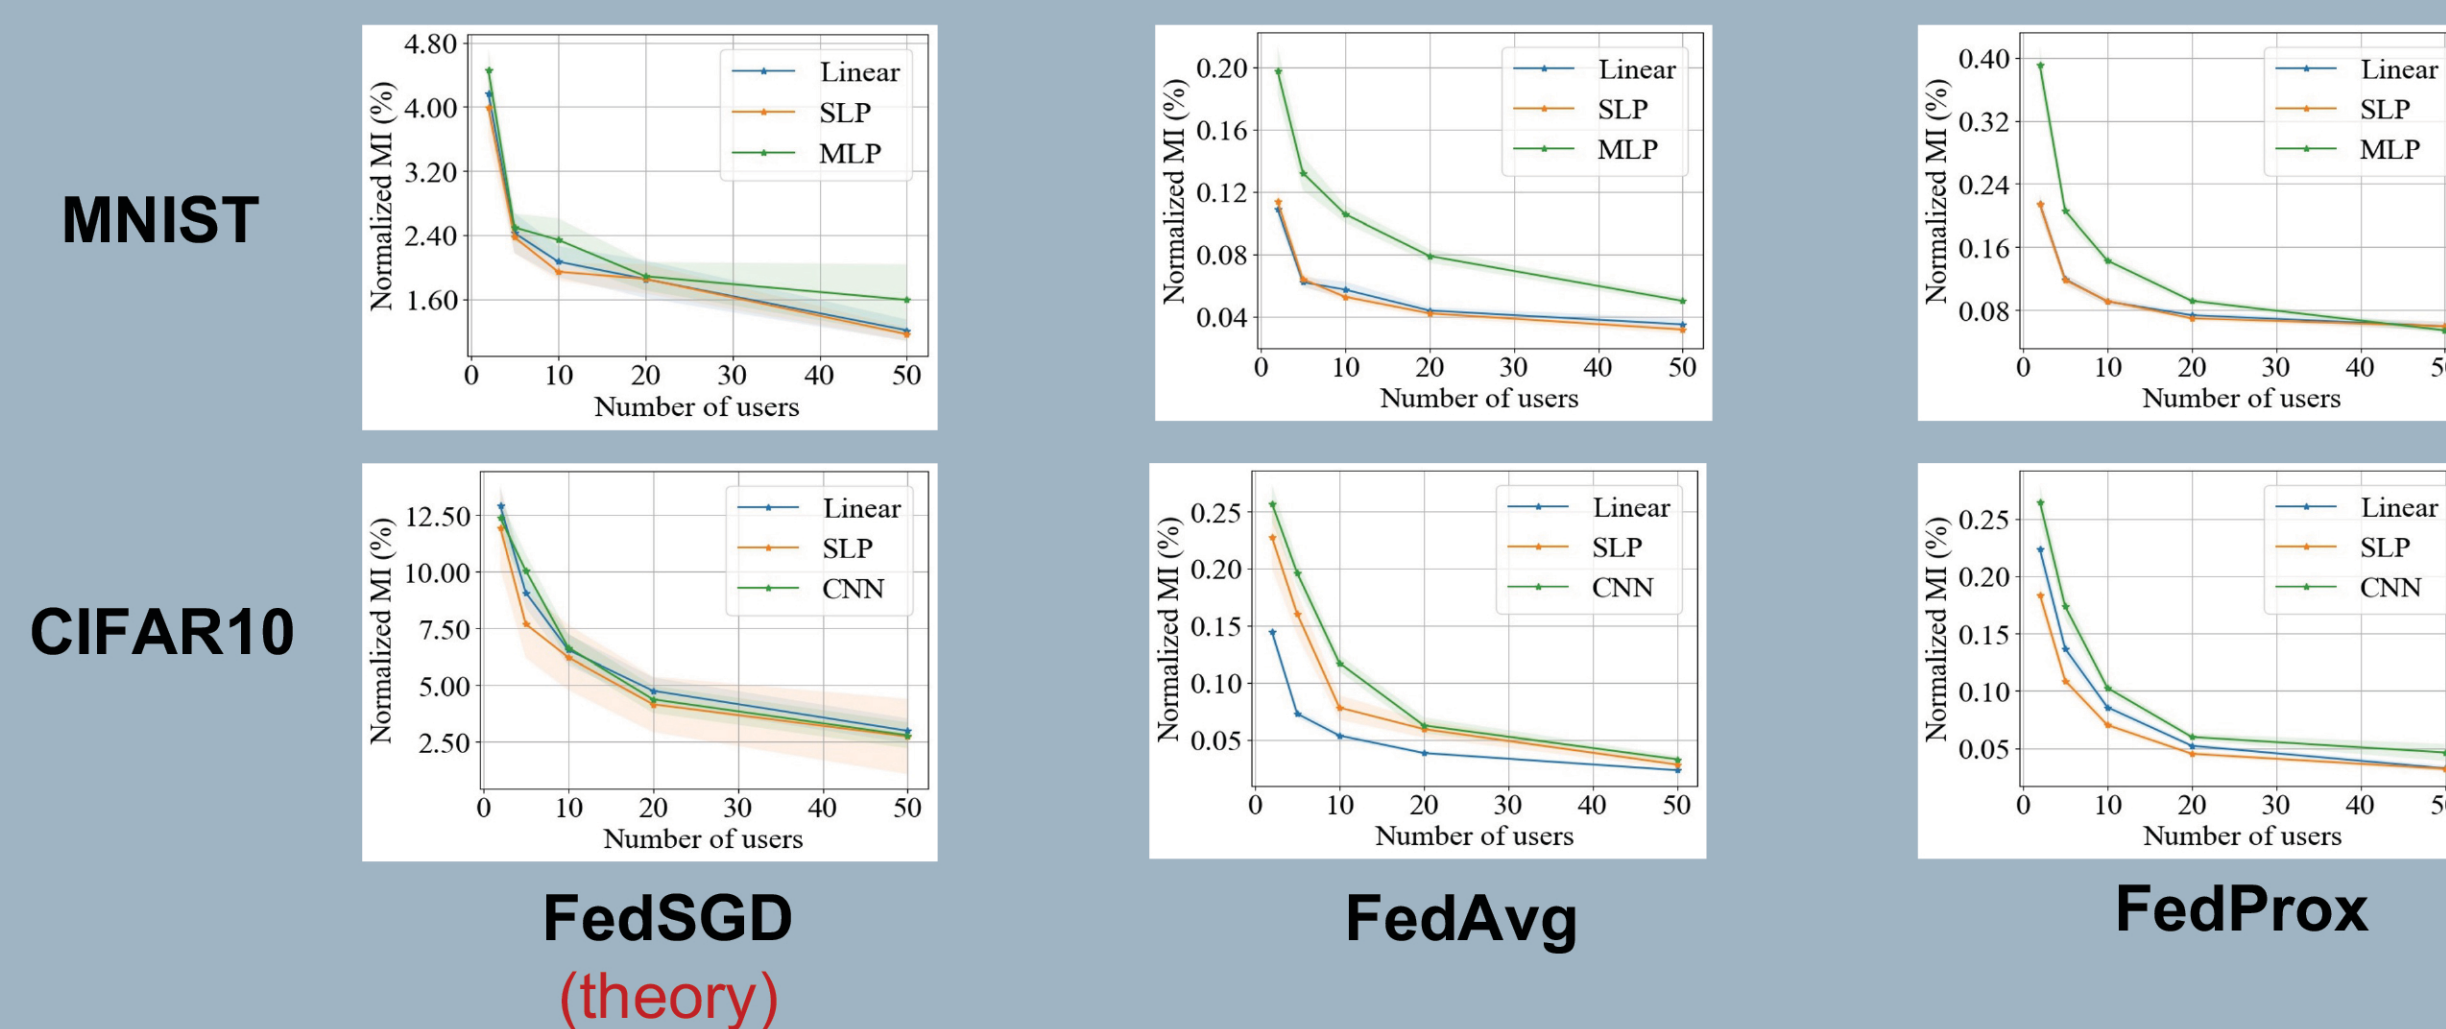 MNIST
4.80
4.00
3.20
2.40
1.60
Normalized MI (%)
Linear
SLP
MLP
0 10 20 30 40 50
Number of users
0.20
0.16
0.12
0.08
0.04
Normalized MI (%)
Linear
SLP
MLP
0 10 20 30 40 50
Number of users
0.40
0.32
0.24
0.16
0.08
Normalized MI (%)
Linear
SLP
MLP
0 10 20 30 40 5
Number of users
CIFAR10
12.50
10.00
7.50
5.00
2.50
Normalized MI (%)
Linear
SLP
CNN
0 10 20 30 40 50
Number of users
0.25
0.20
0.15
0.10
0.05
Normalized MI (%)
Linear
SLP
CNN
0 10 20 30 40 50
Number of users
0.25
0.20
0.15
0.10
0.05
Normalized MI (%)
Linear
SLP
CNN
0 10 20 30 40 5
Number of users
FedSGD
(theory)
FedAvg
FedProx